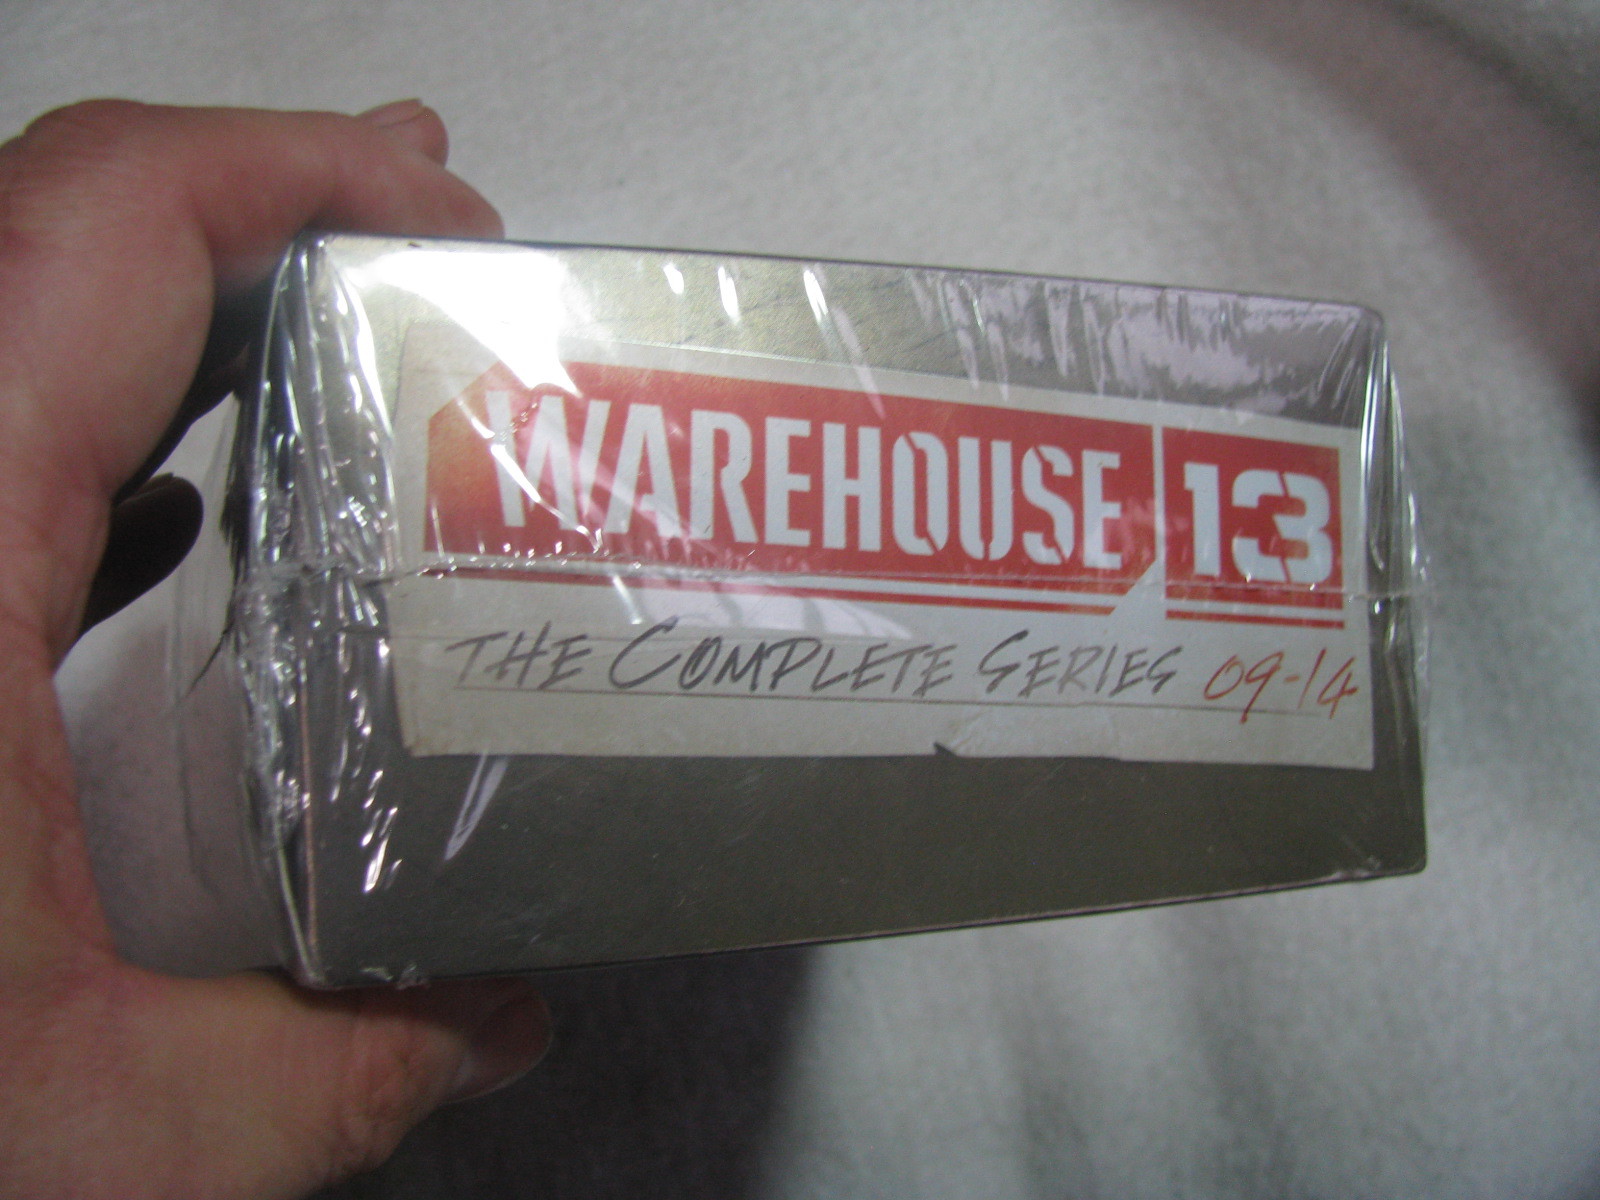 WAREHOUSE 13
THE COMPLETE SERIES 09-14